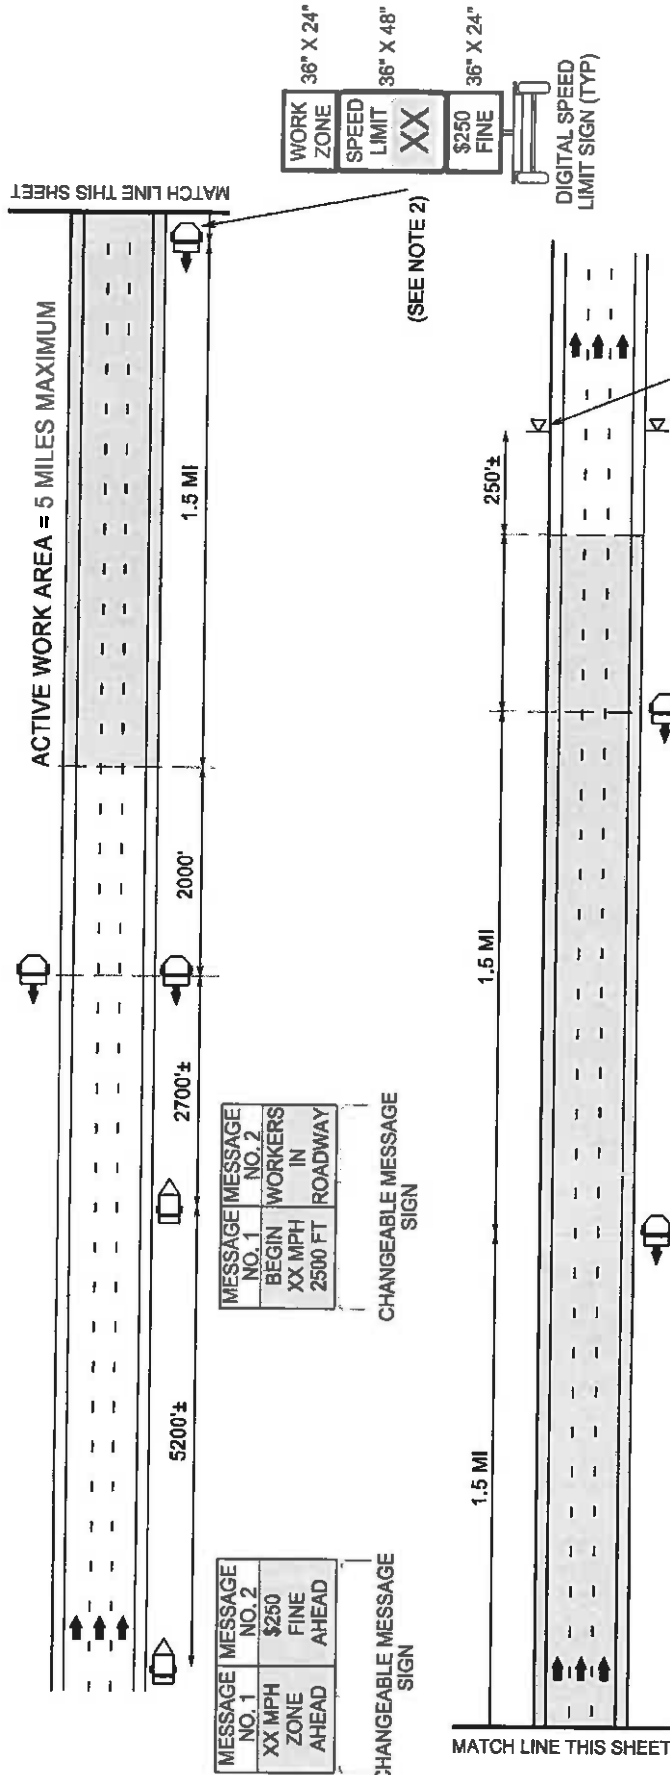 MATCH LINE THIS SHEET
ACTIVE WORK AREA = 5 MILES MAXIMUM
1.5 MI
2000'
2700'±
5200'±
(SEE NOTE 2)
WORK
ZONE
36" X 24"
SPEED
LIMIT
XX
36" X 48"
$250
FINE
36" X 24"
DIGITAL SPEED
LIMIT SIGN (TYP)
MESSAGE
NO. 1
BEGIN
XX MPH
2500 FT
MESSAGE
NO. 2
WORKERS
IN
ROADWAY
CHANGEABLE MESSAGE
SIGN
MESSAGE
NO. 1
XX MPH
ZONE
AHEAD
MESSAGE
NO. 2
$250
FINE
AHEAD
CHANGEABLE MESSAGE
SIGN
250'±
1.5 MI
1.5 MI
MATCH LINE THIS SHEET